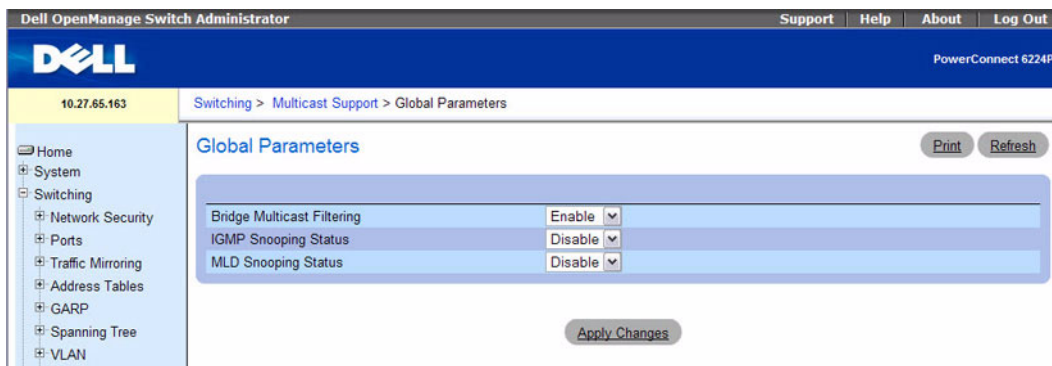 Dell OpenManage Switch Administrator
Support | Help | About | Log Out
DELL
PowerConnect 6224P
10.27.65.163
Switching > Multicast Support > Global Parameters
Home
System
Switching
Network Security
Ports
Traffic Mirroring
Address Tables
GARP
Spanning Tree
VLAN
Global Parameters
Print
Refresh
Bridge Multicast Filtering Enable
IGMP Snooping Status Disable
MLD Snooping Status Disable
Apply Changes